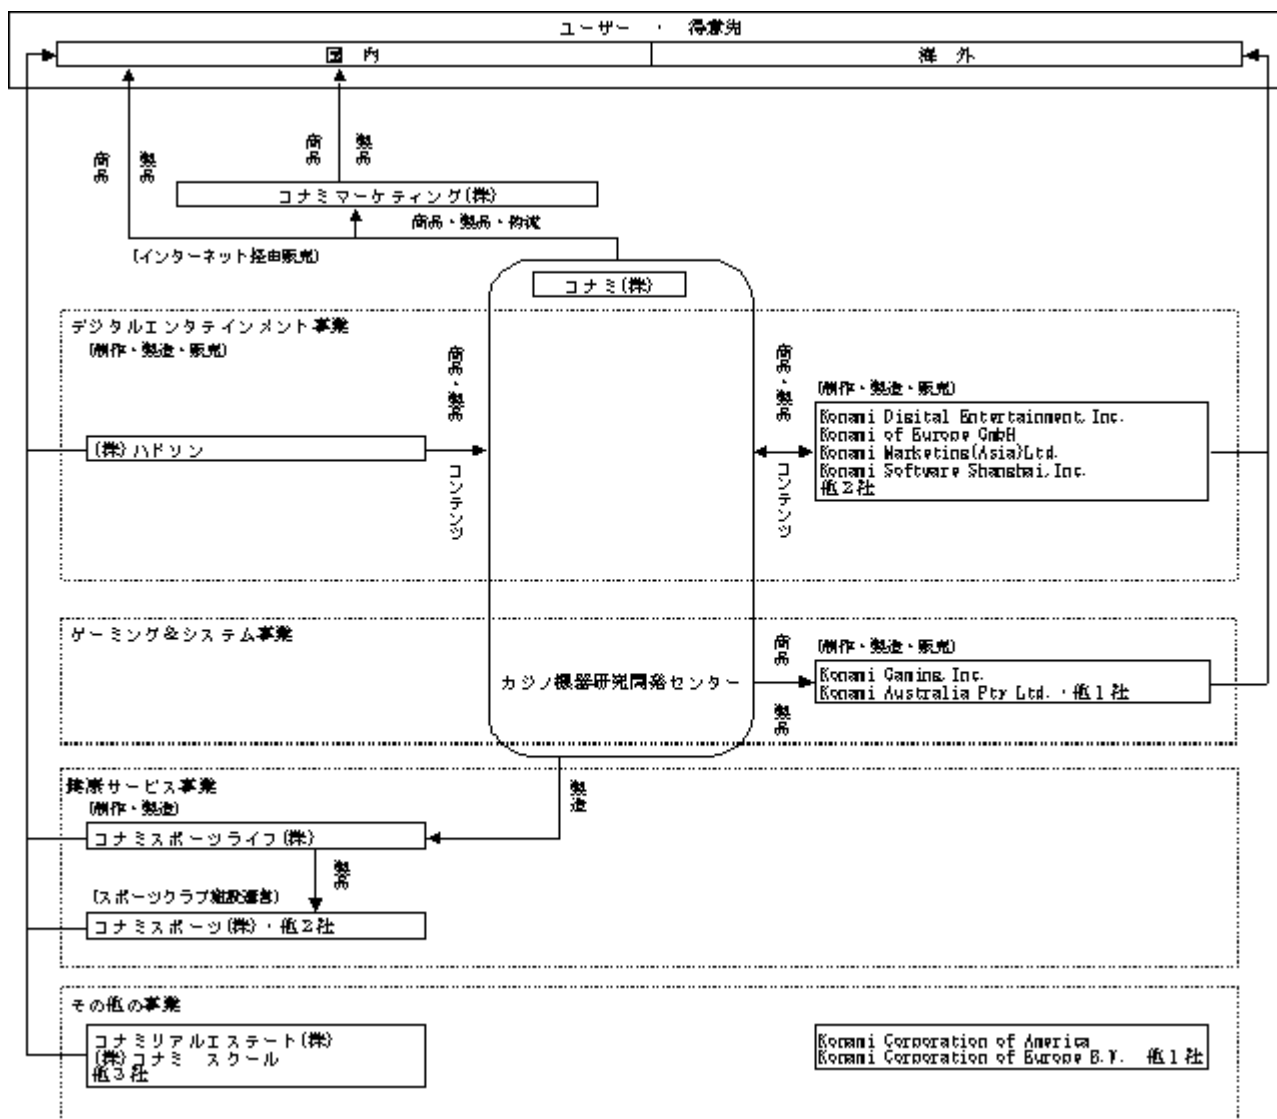 ユーザー ・ 得意先
国 内
海 外
商品
製品
商品
製品
コナミマーケティング(株)
商品・製品・物流
(インターネット経由販売)
コナミ(株)
デジタルエンタテインメント事業
(制作・製造・販売)
商品・製品
コンテンツ
(株)ハドソン
商品・製品
コンテンツ
(制作・製造・販売)
Konami Digital Entertainment, Inc.
Konami of Europe GmbH
Konami Marketing(Asia)Ltd.
Konami Software Shanghai, Inc.
他2社
ゲーミング&システム事業
カジノ機器研究開発センター
商品
製品
(制作・製造・販売)
Konami Gaming, Inc.
Konami Australia Pty Ltd.・他1社
健康サービス事業
(制作・製造)
製造
コナミスポーツライフ(株)
製品
(スポーツクラブ施設運営)
コナミスポーツ(株)・他2社
その他の事業
コナミリアルエステート(株)
(株)コナミ スクール
他3社
Konami Corporation of America
Konami Corporation of Europe B.V. 他1社